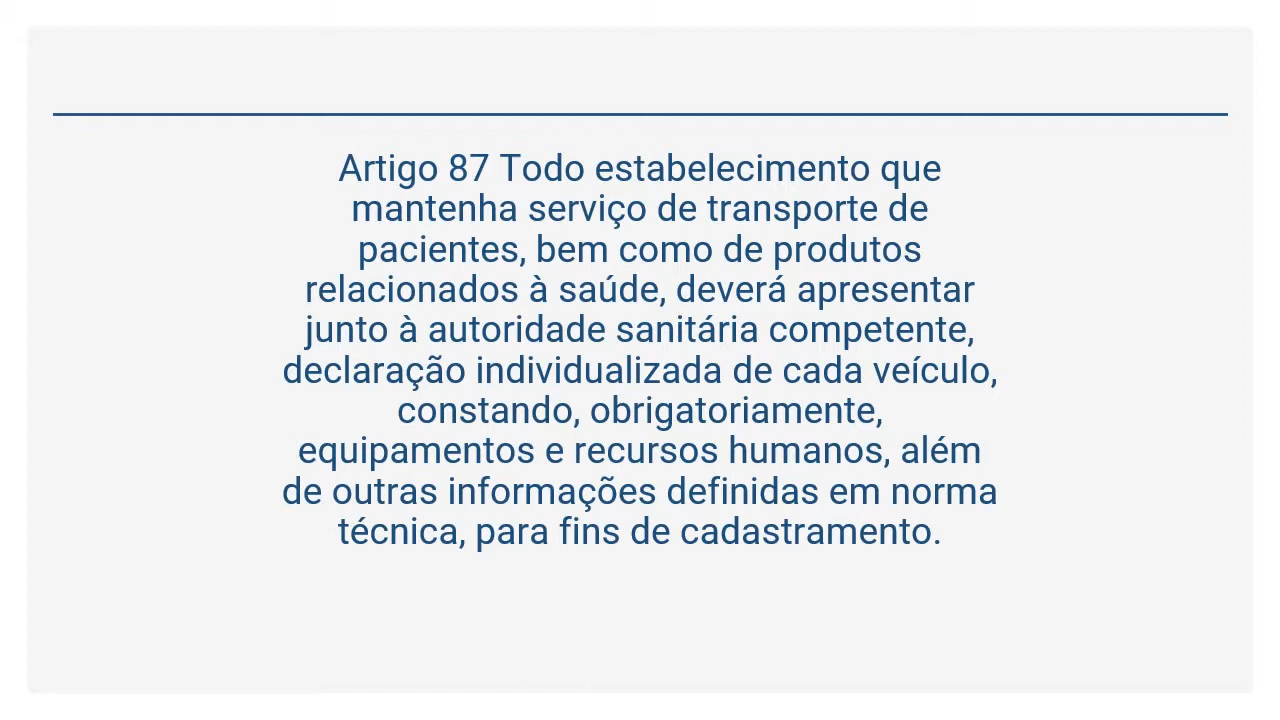 Artigo 87 Todo estabelecimento que
mantenha serviço de transporte de
pacientes, bem como de produtos
relacionados à saúde, deverá apresentar
junto à autoridade sanitária competente,
declaração individualizada de cada veículo,
constando, obrigatoriamente,
equipamentos e recursos humanos, além
de outras informações definidas em norma
técnica, para fins de cadastramento.